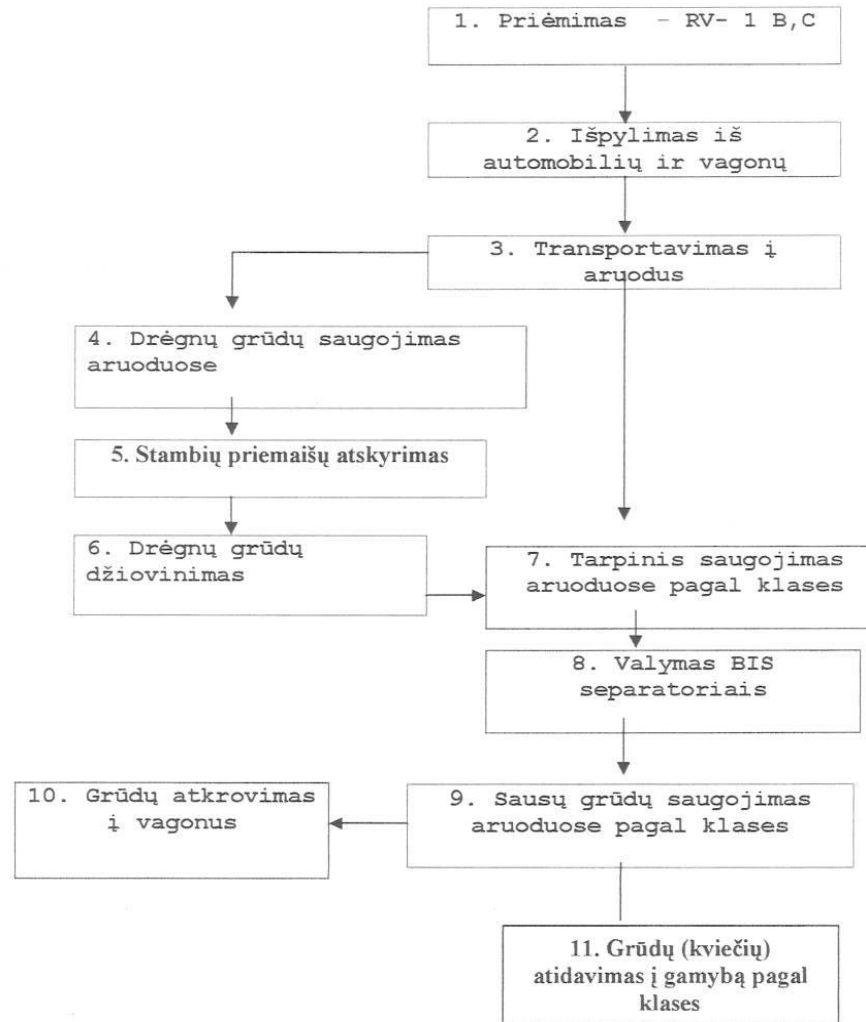 1. Priėmimas – RV- 1 B,C
2. Išpylimas iš
automobilių ir vagonų
3. Transportavimas į
aruodus
4. Drėgnų grūdų saugojimas
aruoduose
5. Stambių priemaišų atskyrimas
6. Drėgnų grūdų
džiovinimas
7. Tarpinis saugojimas
aruoduose pagal klases
8. Valymas BIS
separatoriais
9. Sausų grūdų saugojimas
aruoduose pagal klases
10. Grūdų atkrovimas
į vagonus
11. Grūdų (kviečių)
atidavimas į gamybą pagal
klases